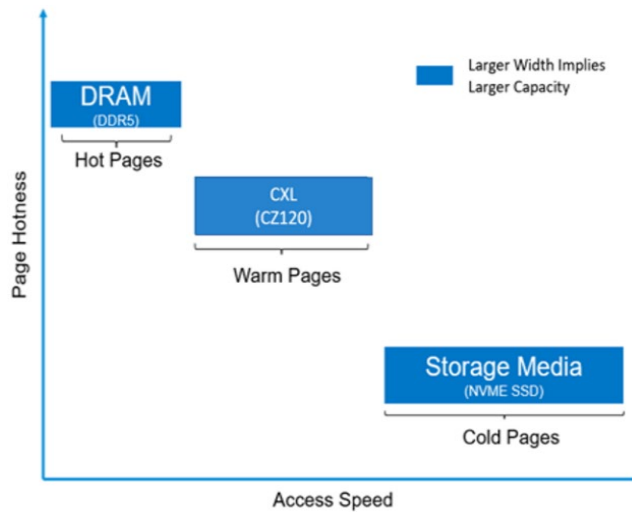 DRAM
(DDR5)
Hot Pages
Larger Width Implies
Larger Capacity
CXL
(CZ120)
Warm Pages
Storage Media
(NVME SSD)
Cold Pages
Page Hotness
Access Speed